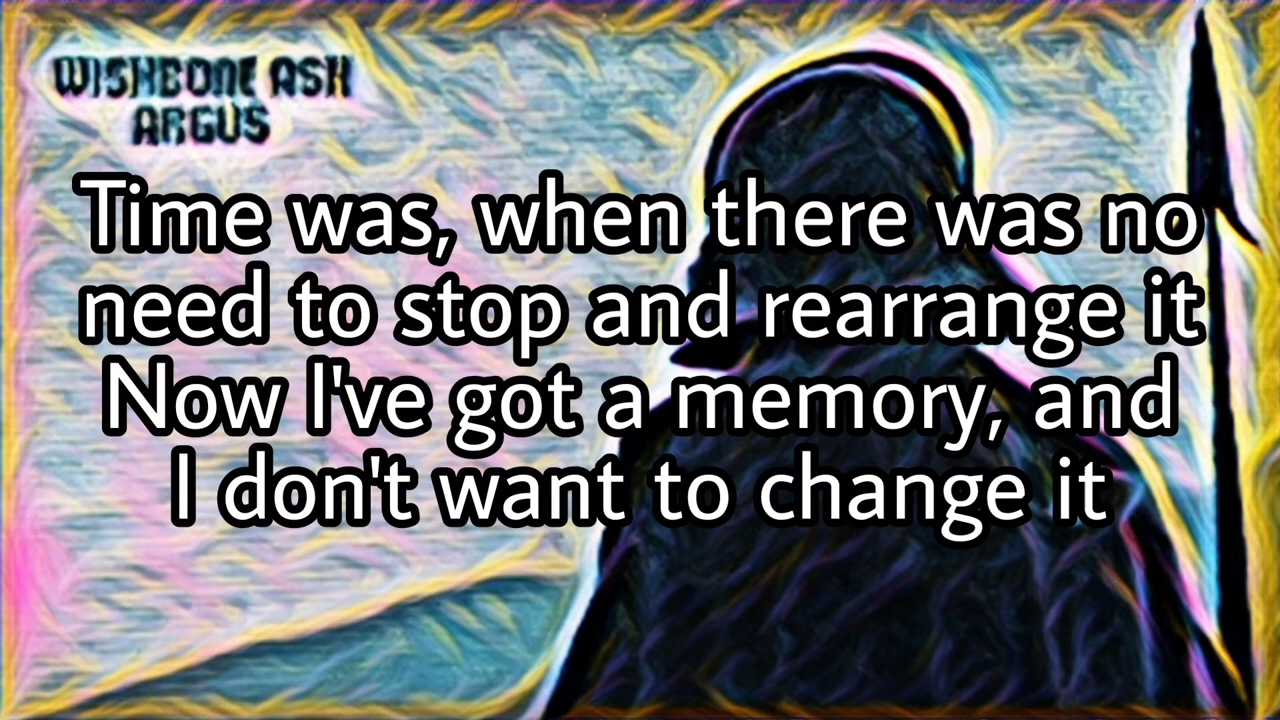 WISHBONE ASH
ARGUS
Time was, when there was no
need to stop and rearrange it
Now I've got a memory, and
I don't want to change it